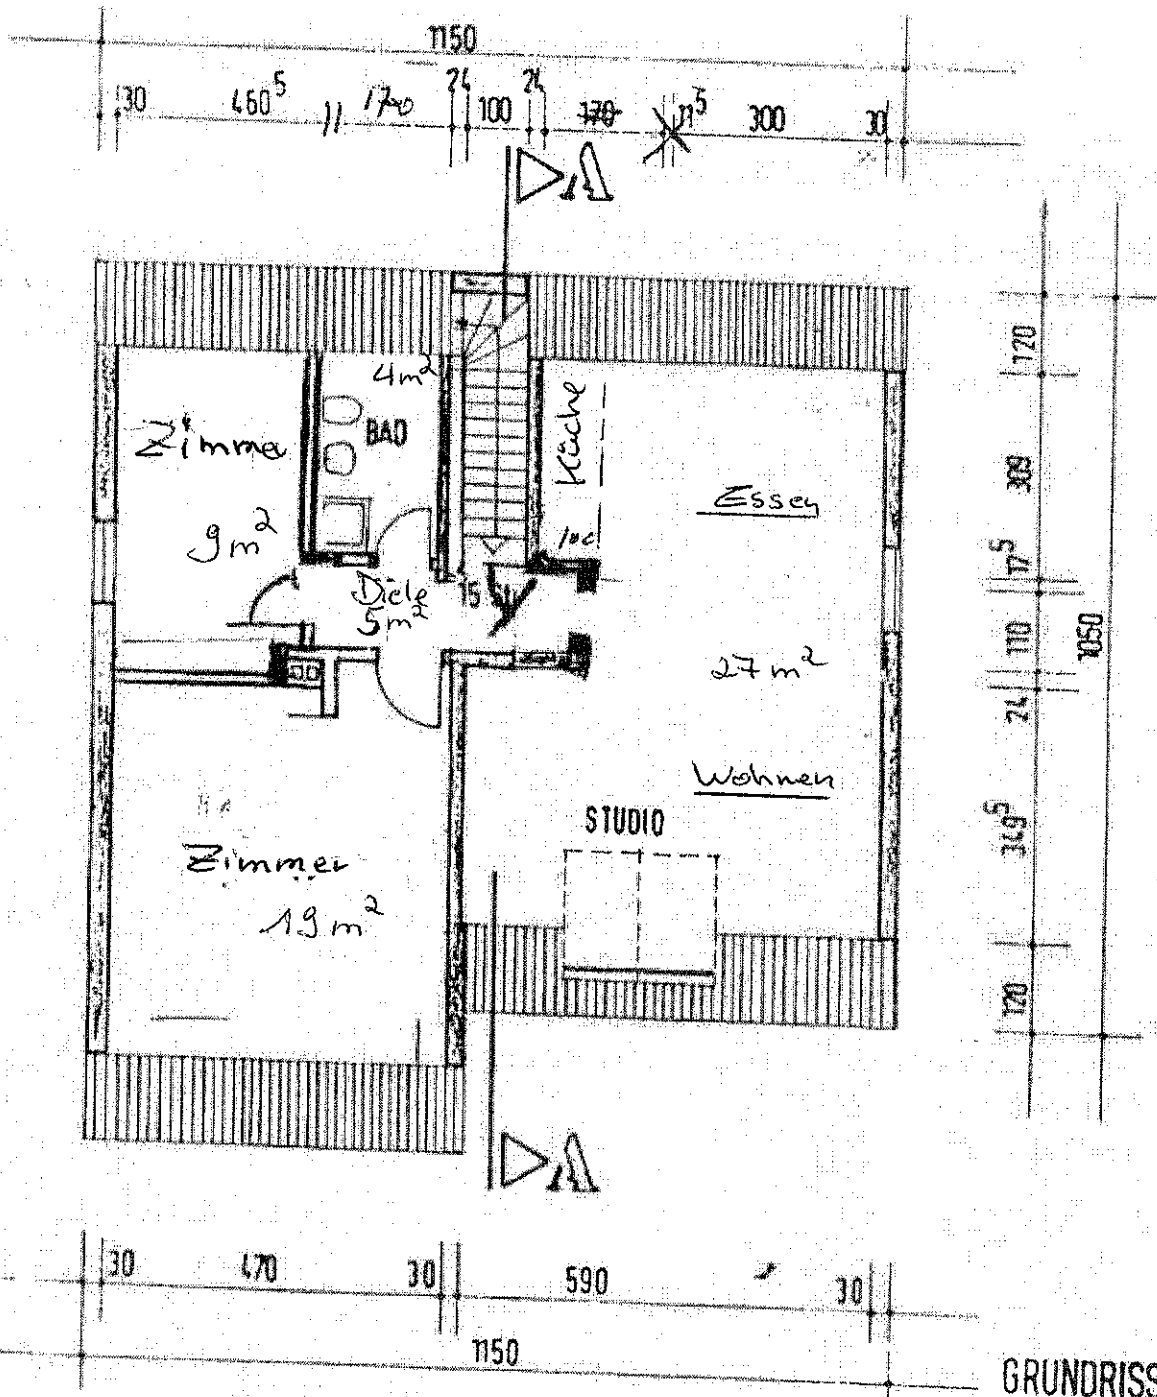 1150
30 460⁵ 24 100 24 170 11⁵ 300 30
A
120
4m²
Zimmer
BAD
Küche
309
Essen
9m²
17⁵
Diele
5m²
15
110
1050
27m²
24
Wohnen
STUDIO
349⁵
Zimmer
19m²
120
A
30 470 30 590 30
1150
GRUNDRISS